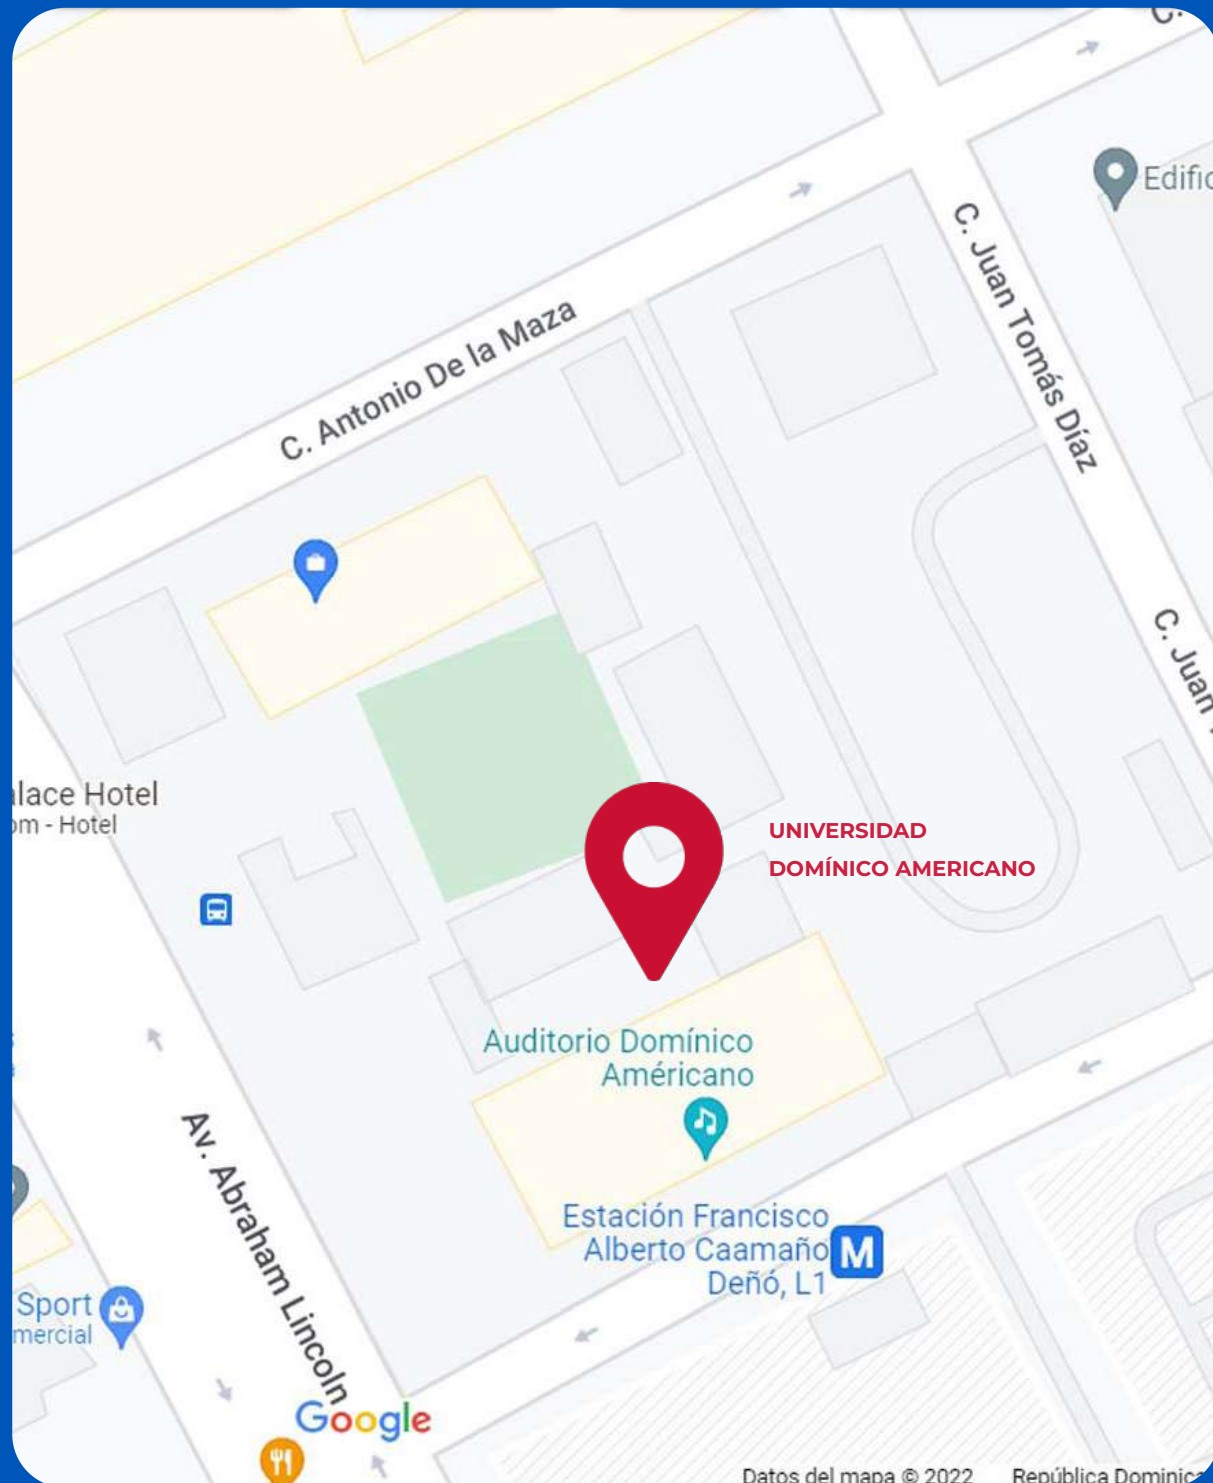 C.
Edific
C. Juan Tomás Díaz
C. Antonio De la Maza
C. Juan
alace Hotel
om - Hotel
UNIVERSIDAD
DOMÍNICO AMERICANO
Auditorio Domínico
Américano
Av. Abraham Lincoln
Estación Francisco
Alberto Caamaño
Deñó, L1
M
Sport
mercial
Google
Datos del mapa © 2022 República Dominica